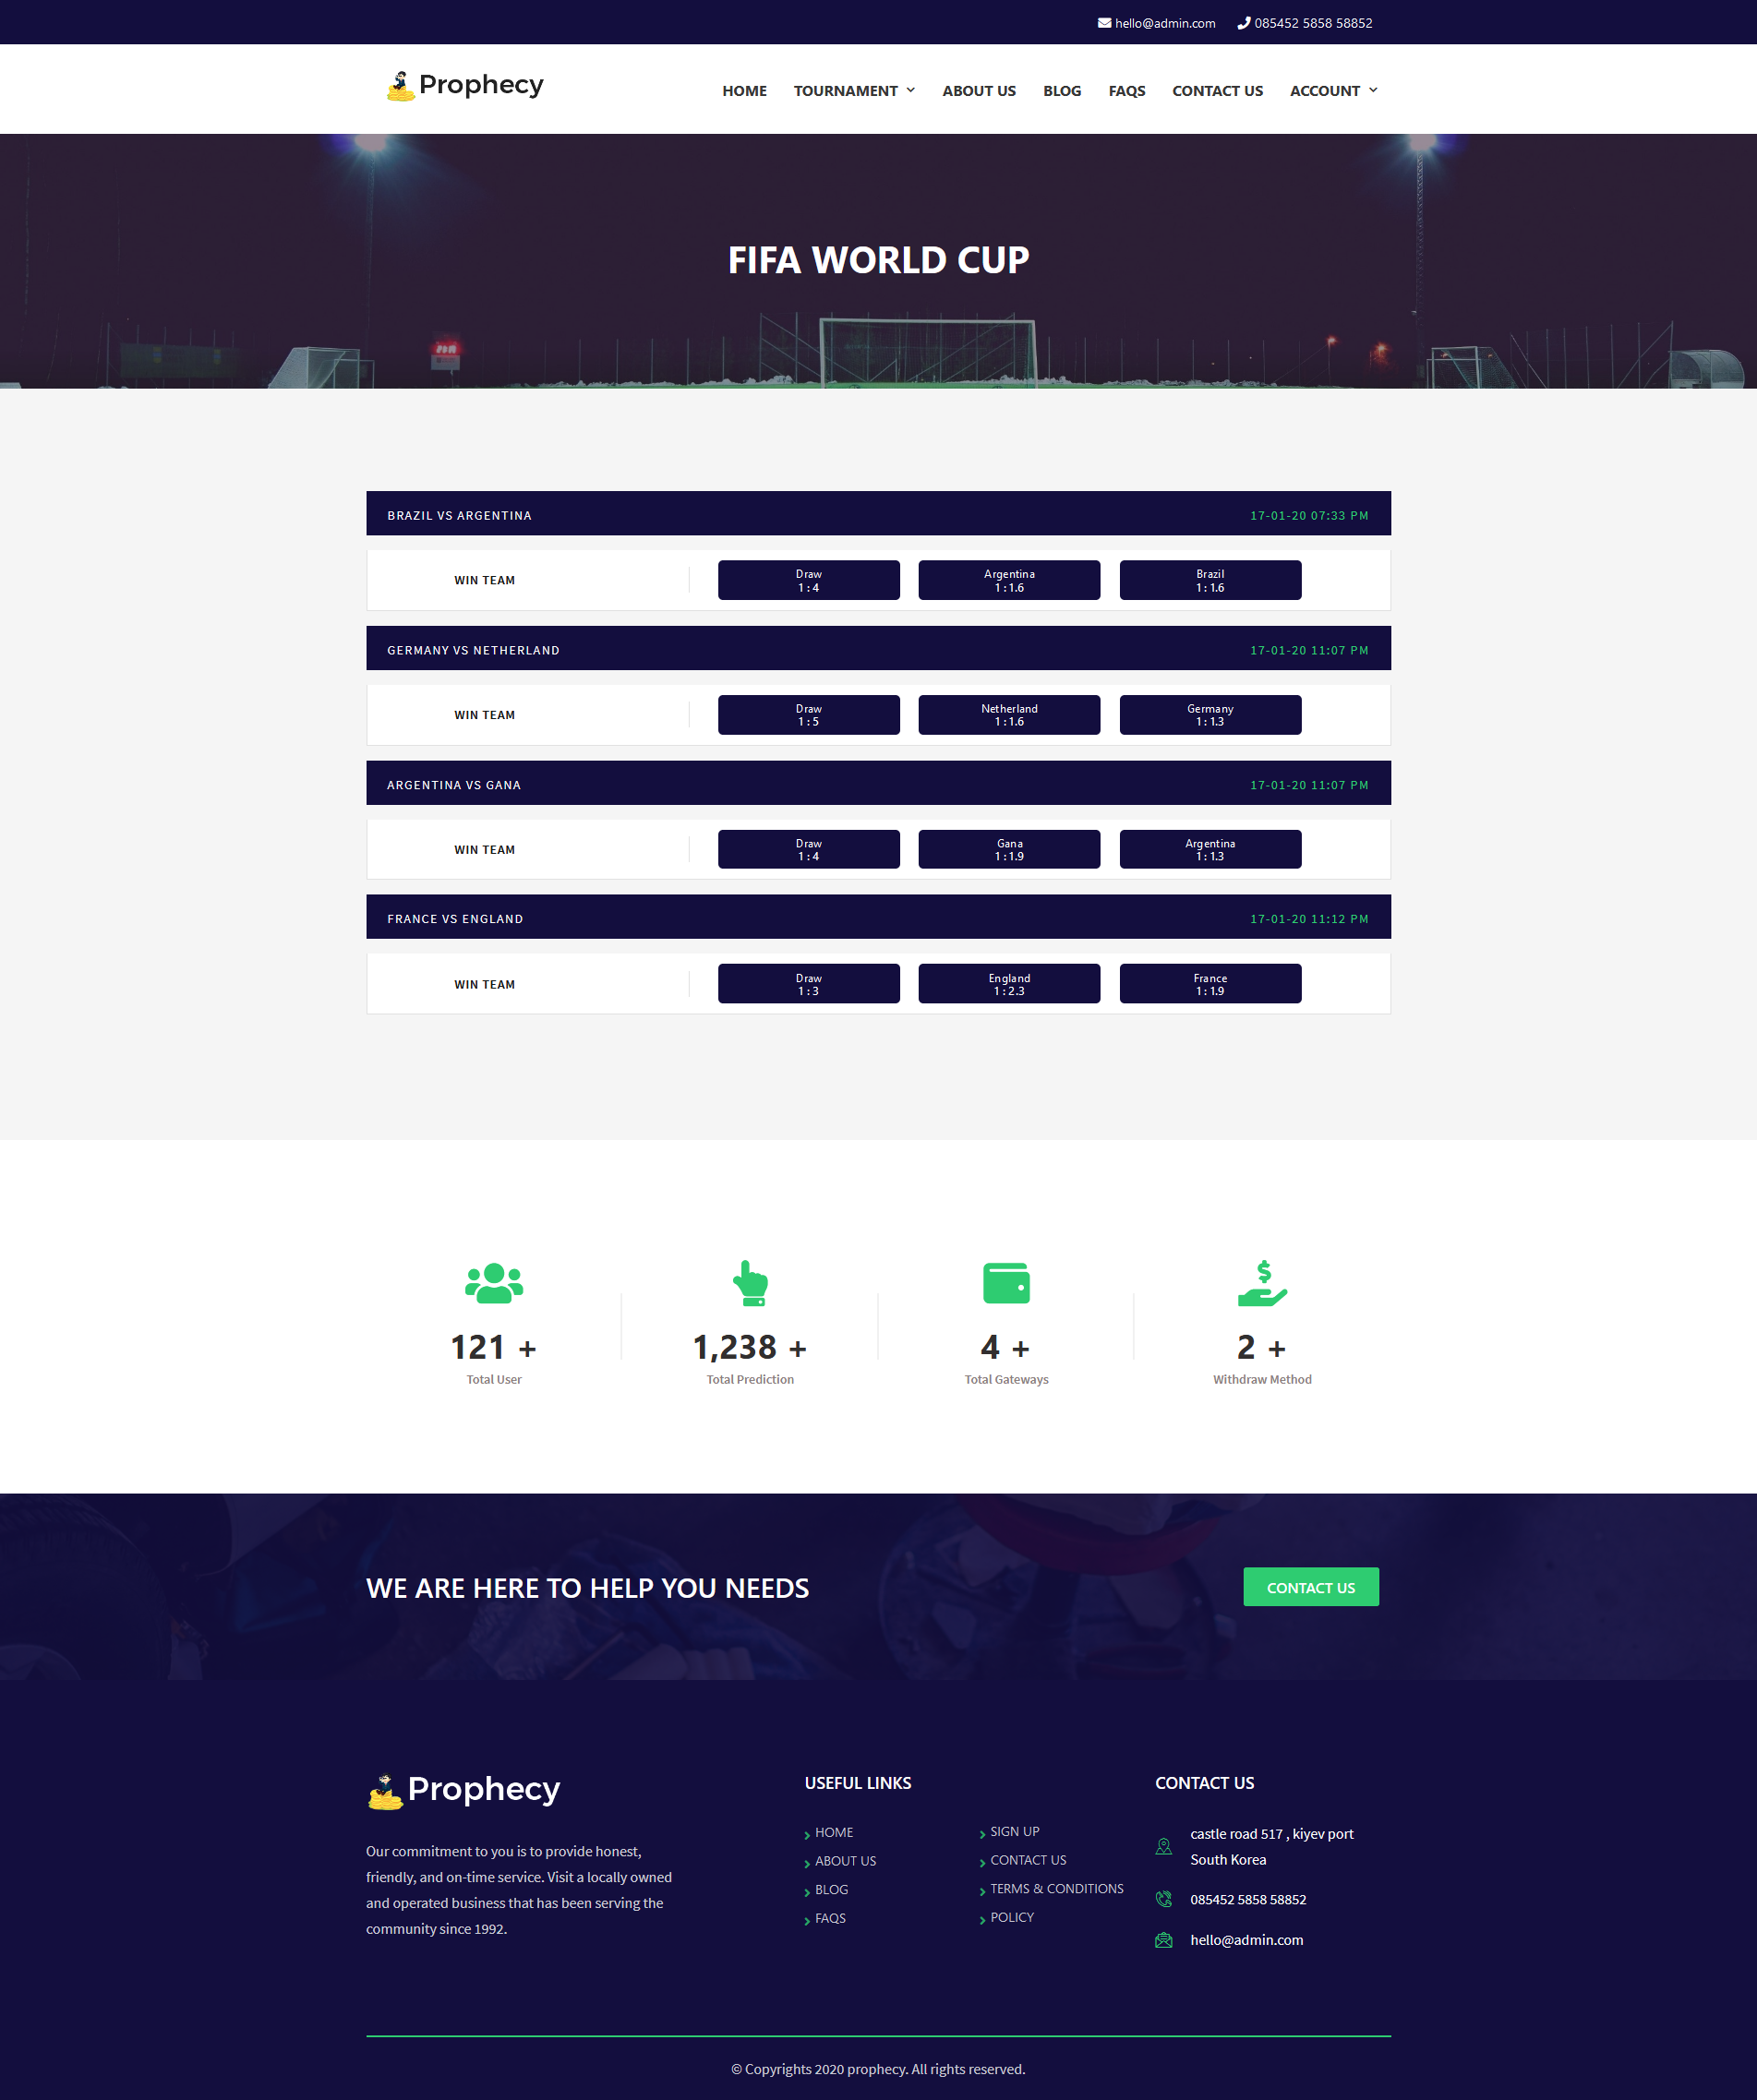 hello@admin.com 085452 5858 58852
Prophecy HOME TOURNAMENT ABOUT US BLOG FAQS CONTACT US ACCOUNT
FIFA WORLD CUP
BRAZIL VS ARGENTINA 17-01-20 07:33 PM
WIN TEAM
Draw
1 : 4
Argentina
1 : 1.6
Brazil
1 : 1.6
GERMANY VS NETHERLAND 17-01-20 11:07 PM
WIN TEAM
Draw
1 : 5
Netherland
1 : 1.6
Germany
1 : 1.3
ARGENTINA VS GANA 17-01-20 11:07 PM
WIN TEAM
Draw
1 : 4
Gana
1 : 1.9
Argentina
1 : 1.3
FRANCE VS ENGLAND 17-01-20 11:12 PM
WIN TEAM
Draw
1 : 3
England
1 : 2.3
France
1 : 1.9
121 +
Total User
1,238 +
Total Prediction
4 +
Total Gateways
2 +
Withdraw Method
WE ARE HERE TO HELP YOU NEEDS
CONTACT US
Prophecy
Our commitment to you is to provide honest,
friendly, and on-time service. Visit a locally owned
and operated business that has been serving the
community since 1992.
USEFUL LINKS
HOME
ABOUT US
BLOG
FAQS
SIGN UP
CONTACT US
TERMS & CONDITIONS
POLICY
CONTACT US
castle road 517 , kiyev port
South Korea
085452 5858 58852
hello@admin.com
© Copyrights 2020 prophecy. All rights reserved.